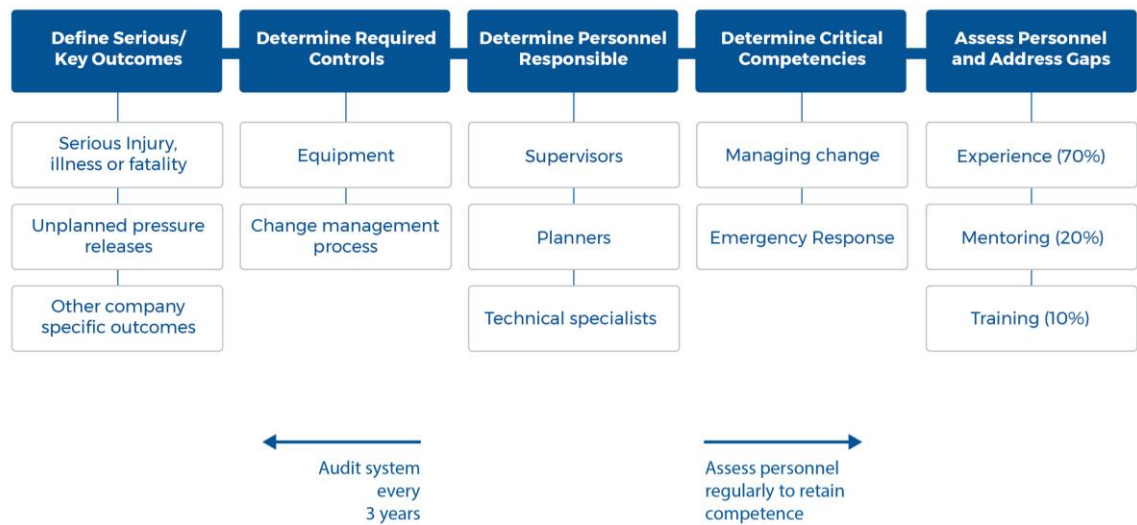 Define Serious/
Key Outcomes
Serious Injury,
illness or fatality
Unplanned pressure
releases
Other company
specific outcomes
Determine Required
Controls
Equipment
Change management
process
Determine Personnel
Responsible
Supervisors
Planners
Technical specialists
Determine Critical
Competencies
Managing change
Emergency Response
Assess Personnel
and Address Gaps
Experience (70%)
Mentoring (20%)
Training (10%)
Audit system
every
3 years
Assess personnel
regularly to retain
competence